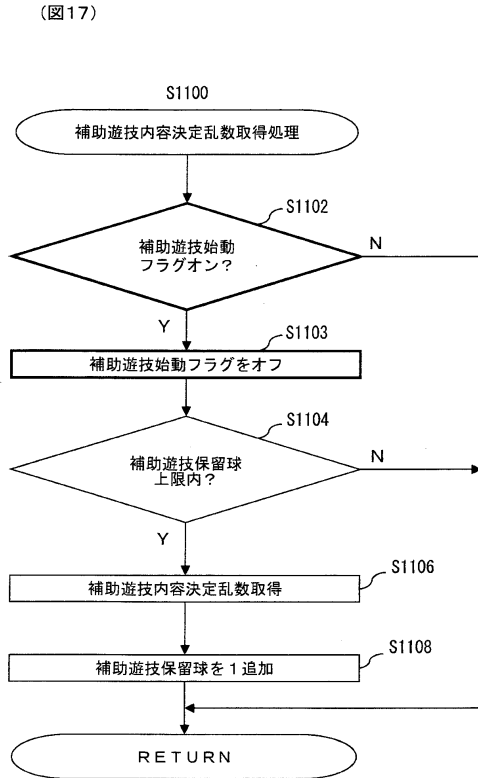 (図17)
S1100
補助遊技内容決定乱数取得処理
S1102
補助遊技始動
フラグオン?
N
Y
S1103
補助遊技始動フラグをオフ
S1104
補助遊技保留球
上限内?
N
Y
S1106
補助遊技内容決定乱数取得
S1108
補助遊技保留球を1追加
RETURN